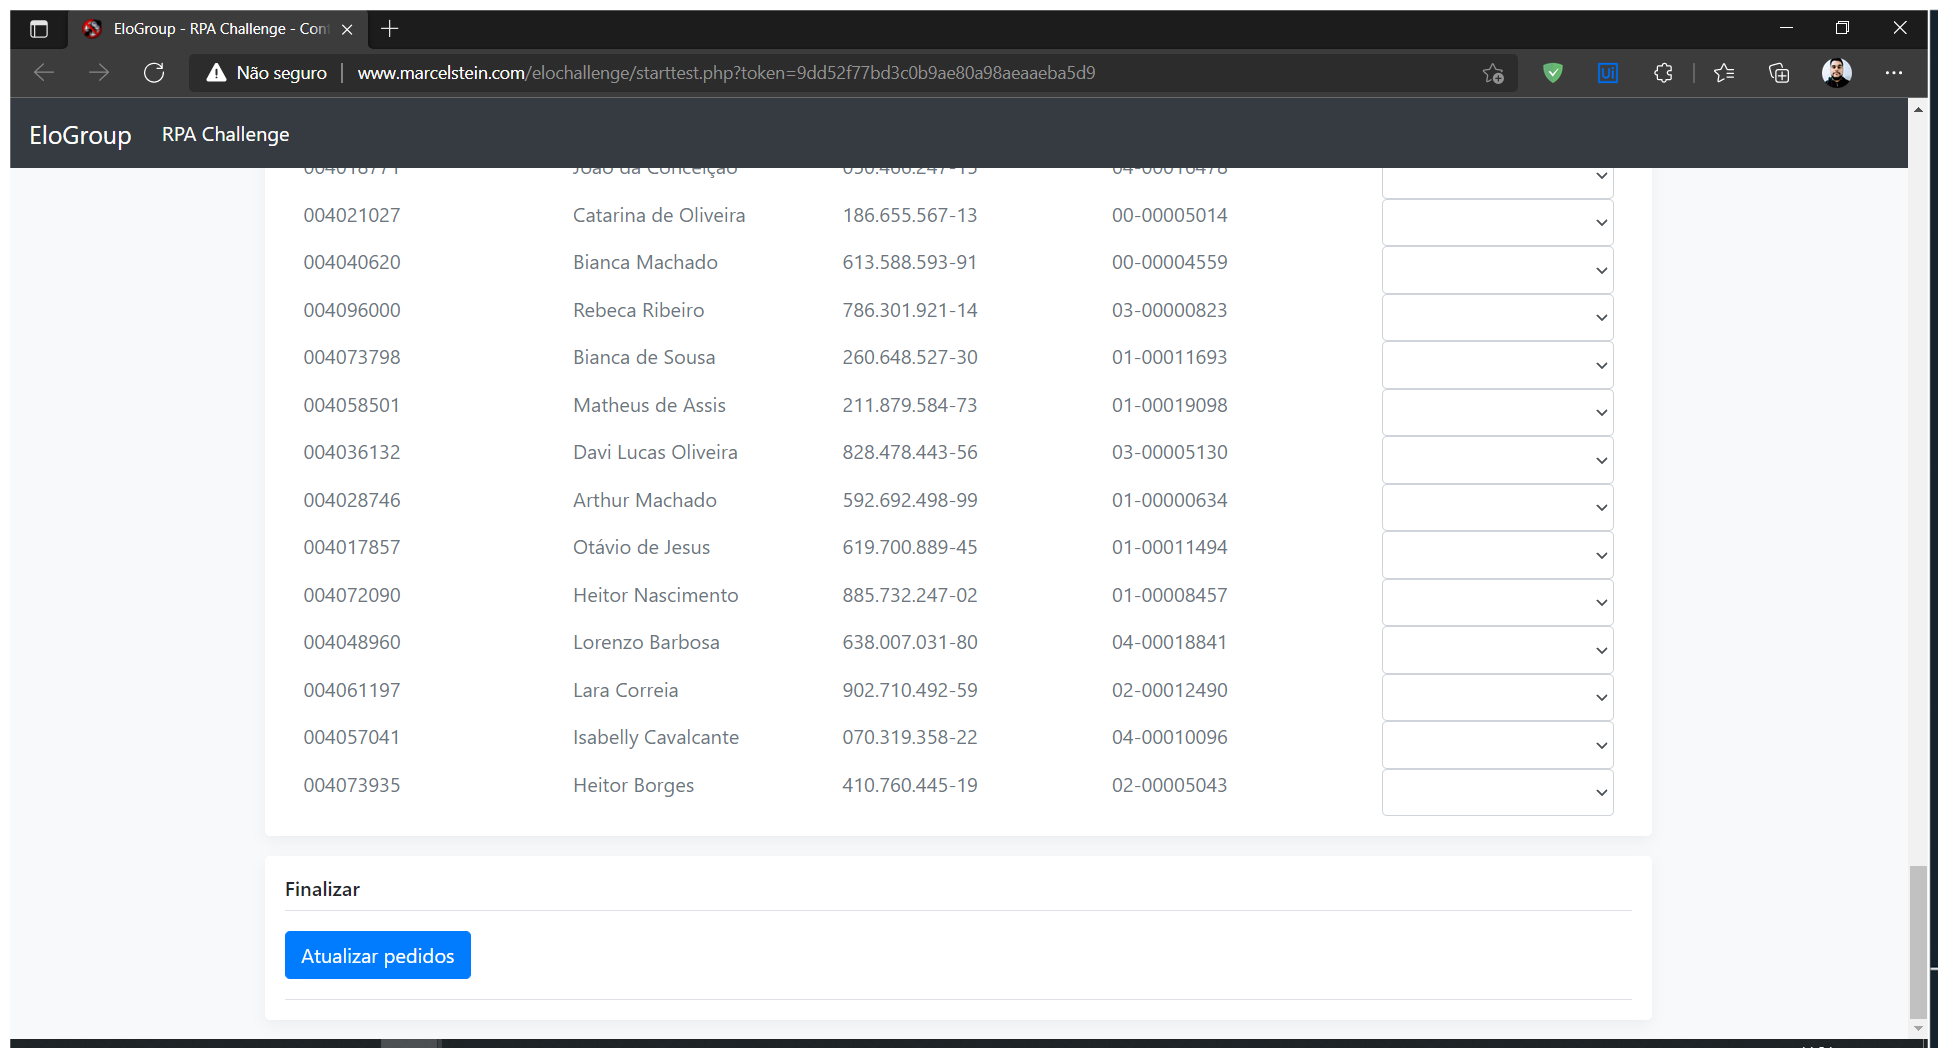 EloGroup - RPA Challenge - Con
Não seguro | www.marcelstein.com/elochallenge/starttest.php?token=9dd52f77bd3c0b9ae80a98aeaaeba5d9
EloGroup RPA Challenge
004018771 João da Conceição 04-00016478
004021027 Catarina de Oliveira 186.655.567-13 00-00005014
004040620 Bianca Machado 613.588.593-91 00-00004559
004096000 Rebeca Ribeiro 786.301.921-14 03-00000823
004073798 Bianca de Sousa 260.648.527-30 01-00011693
004058501 Matheus de Assis 211.879.584-73 01-00019098
004036132 Davi Lucas Oliveira 828.478.443-56 03-00005130
004028746 Arthur Machado 592.692.498-99 01-00000634
004017857 Otávio de Jesus 619.700.889-45 01-00011494
004072090 Heitor Nascimento 885.732.247-02 01-00008457
004048960 Lorenzo Barbosa 638.007.031-80 04-00018841
004061197 Lara Correia 902.710.492-59 02-00012490
004057041 Isabelly Cavalcante 070.319.358-22 04-00010096
004073935 Heitor Borges 410.760.445-19 02-00005043
Finalizar
Atualizar pedidos